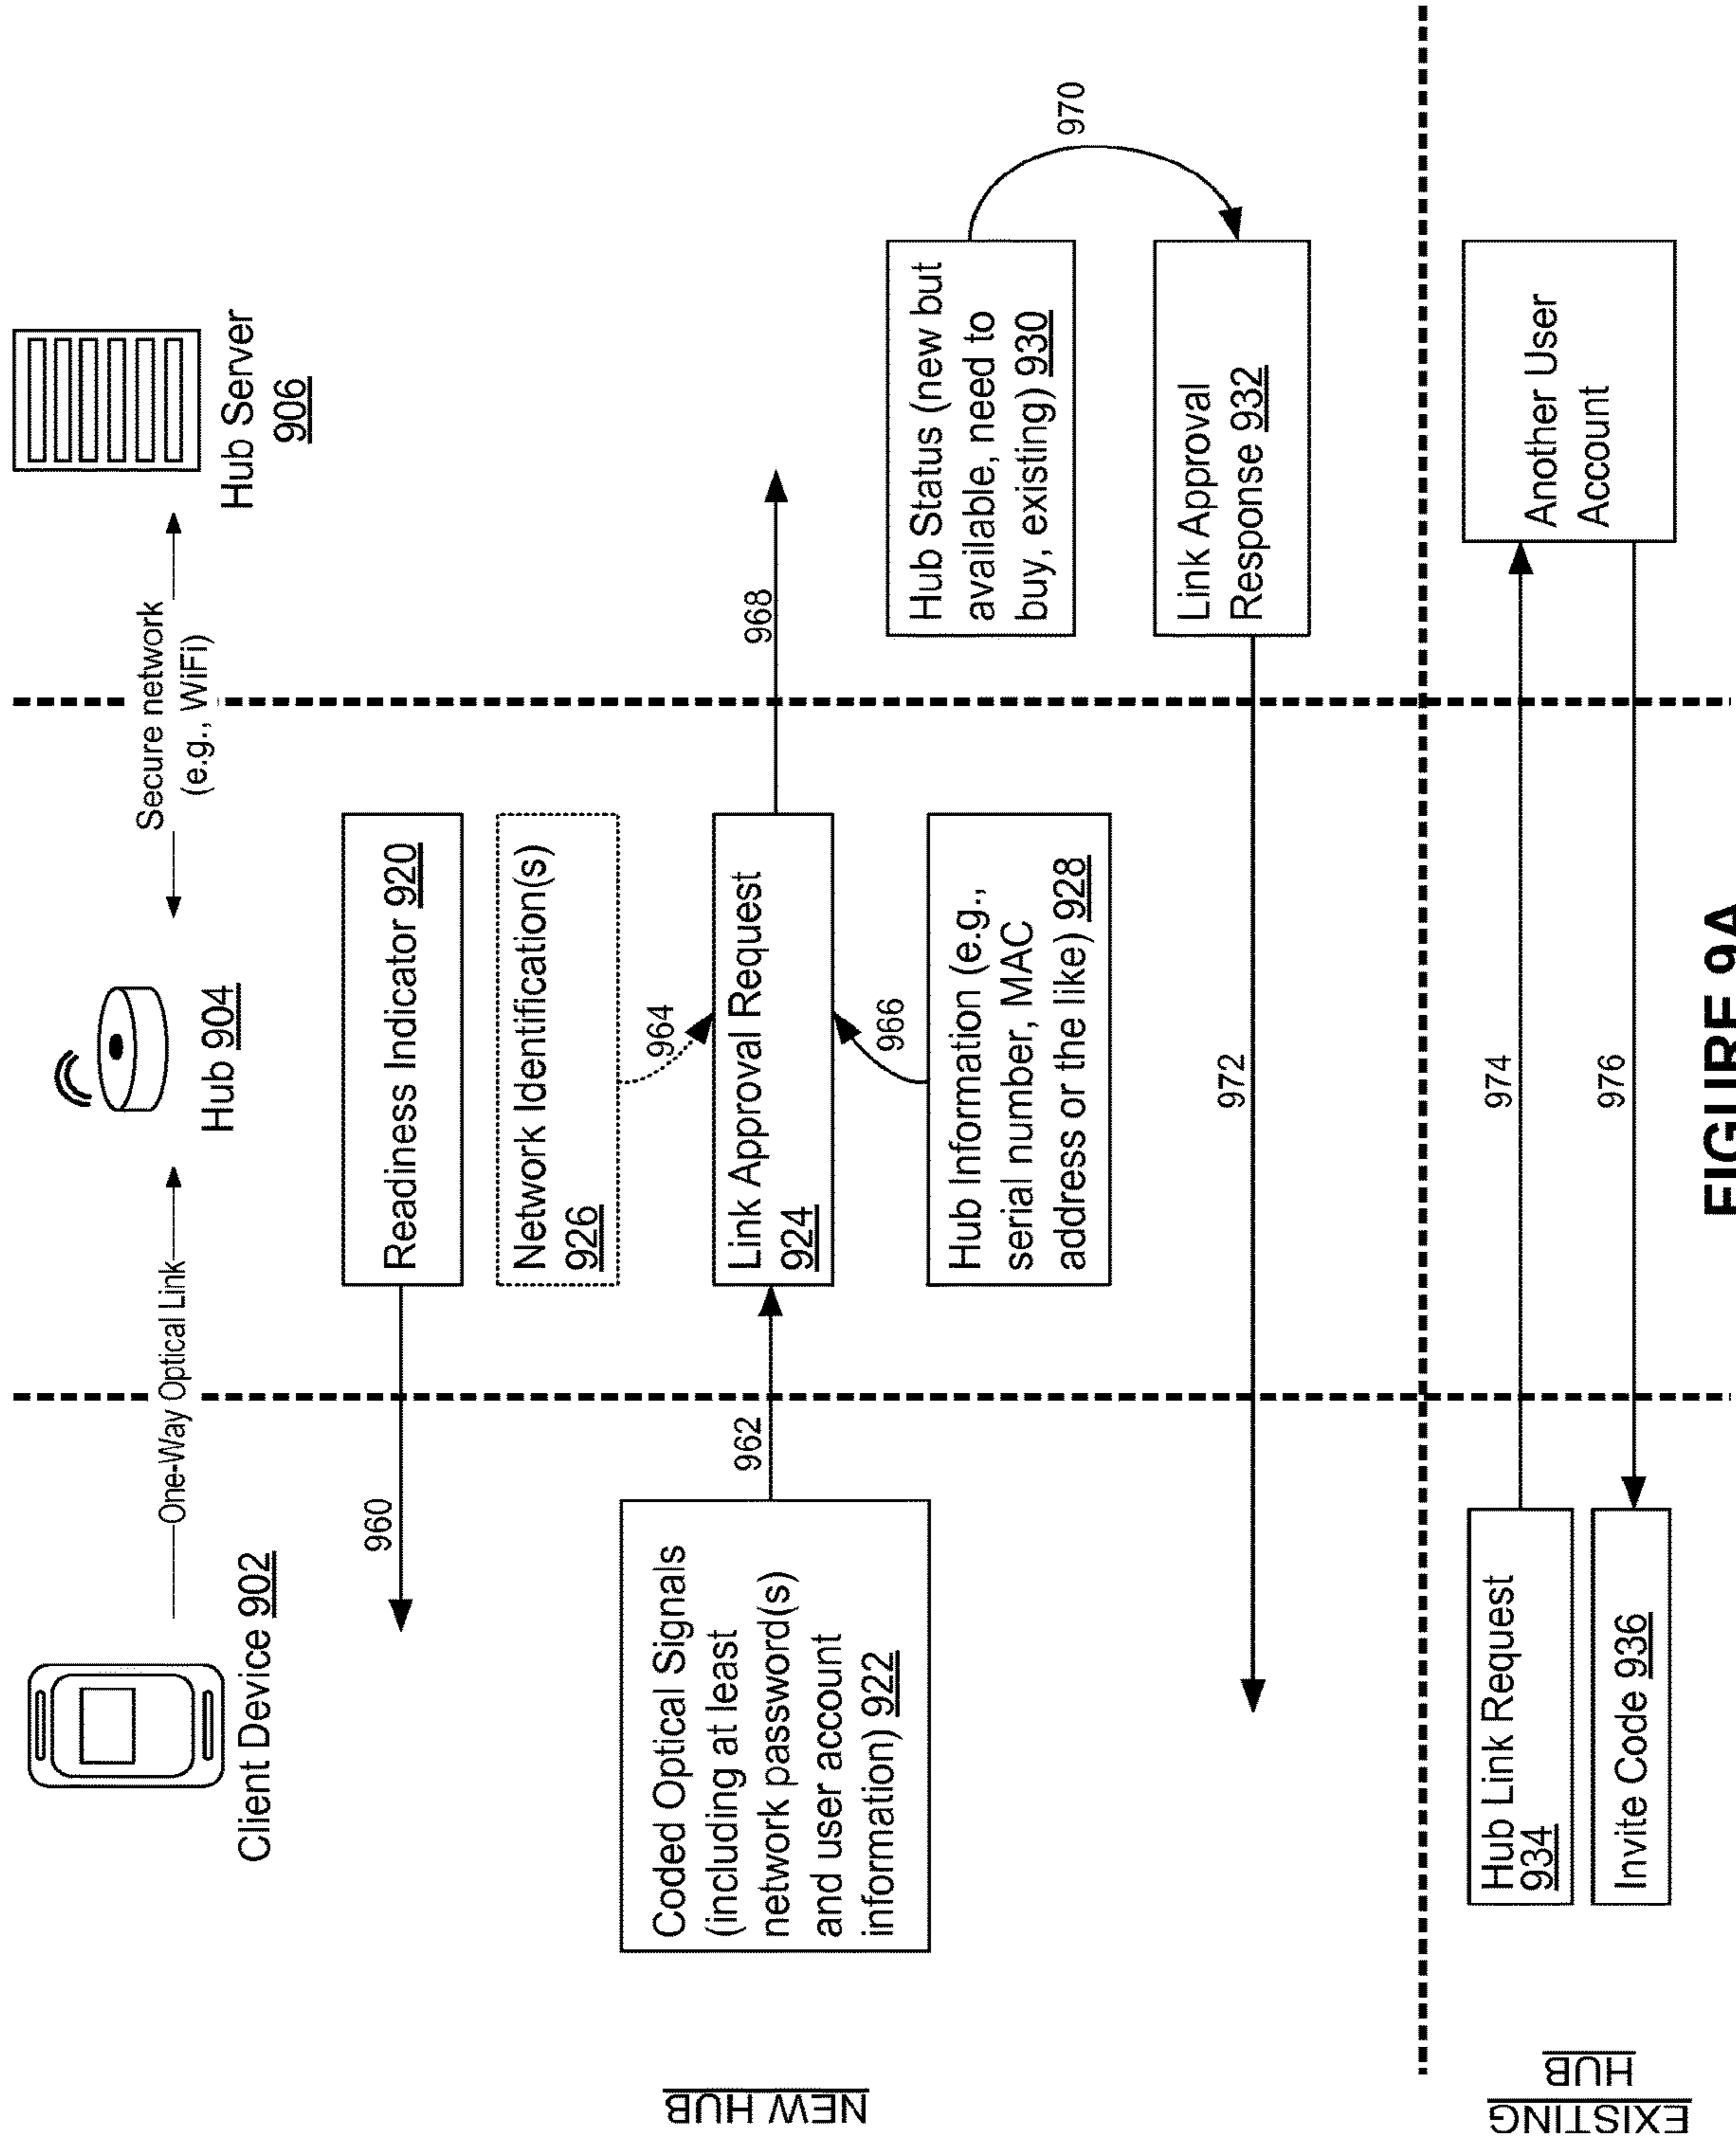 One-Way Optical Link
Secure network
(e.g., WiFi)
Client Device 902
Hub 904
Hub Server
906
NEW HUB
960
Readiness Indicator 920
Network Identification(s)
926
Coded Optical Signals
(including at least
network password(s)
and user account
information) 922
962
964
Link Approval Request
924
968
966
Hub Information (e.g.,
serial number, MAC
address or the like) 928
Hub Status (new but
available, need to
buy, existing) 930
970
Link Approval
Response 932
972
EXISTING
HUB
Hub Link Request
934
974
Another User
Account
Invite Code 936
976
FIGURE 9A